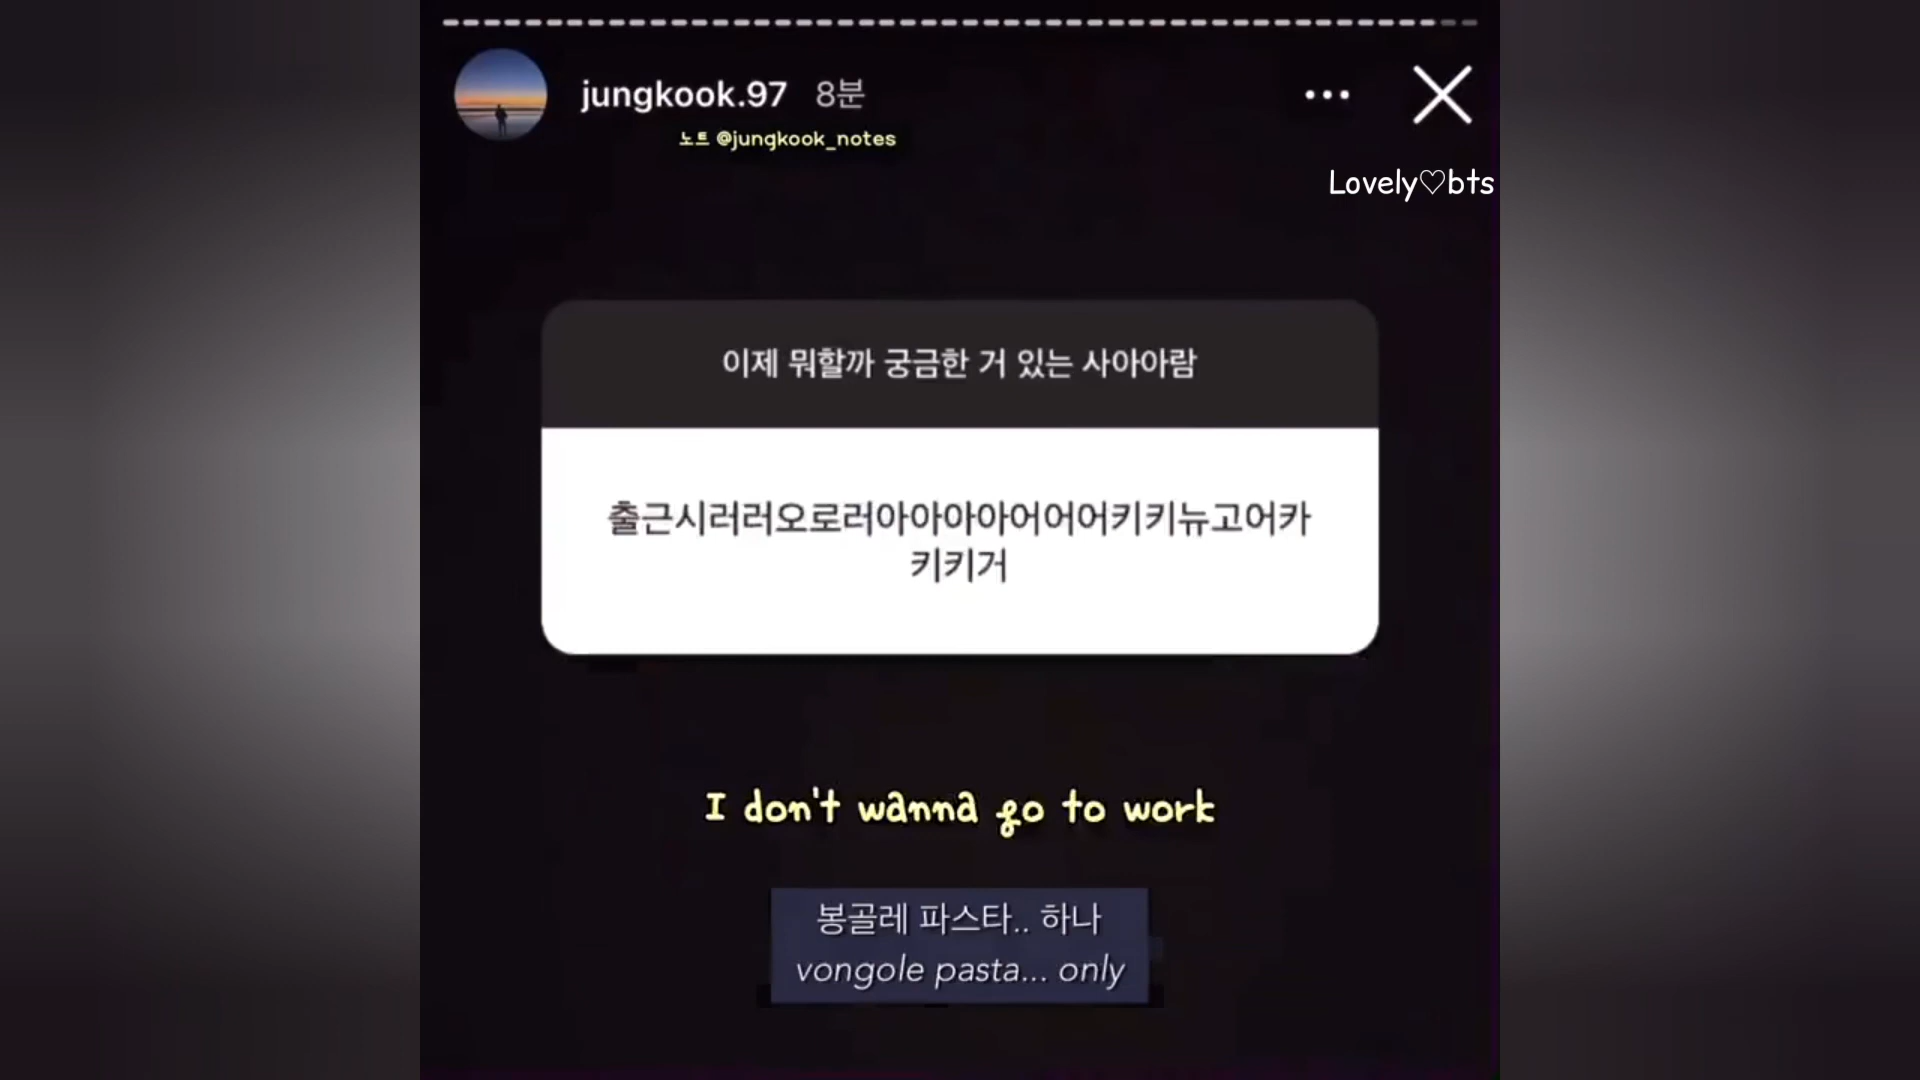 jungkook.97 8분
노트 @jungkook_notes
Lovely♡bts
이제 뭐할까 궁금한 거 있는 사아아람
출근시러러오로러아아아아어어어키키뉴고어카
키키거
I don't wanna go to work
봉골레 파스타.. 하나
vongole pasta... only